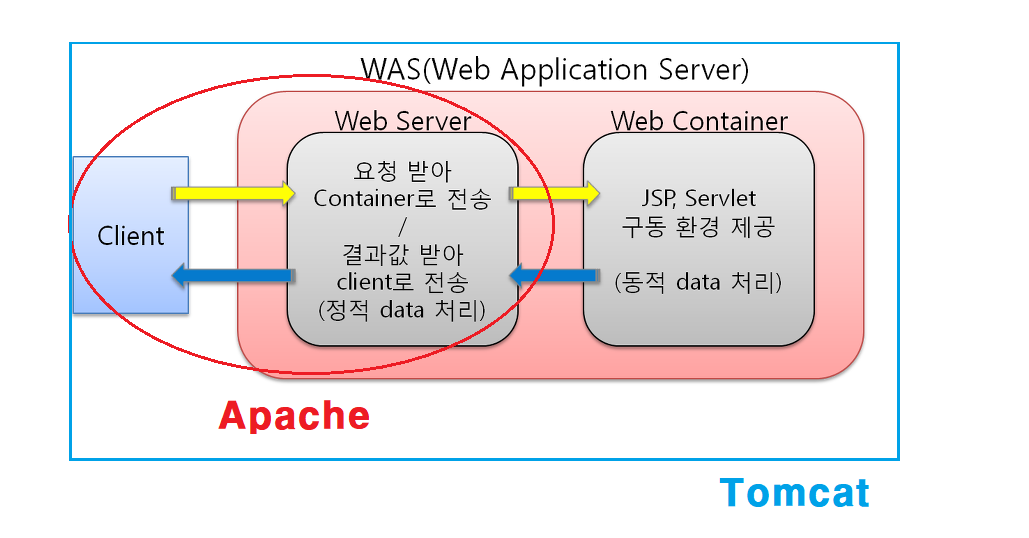 WAS(Web Application Server)
Web Server
Web Container
Client
요청 받아
Container로 전송
/
결과값 받아
client로 전송
(정적 data 처리)
JSP, Servlet
구동 환경 제공
(동적 data 처리)
Apache
Tomcat